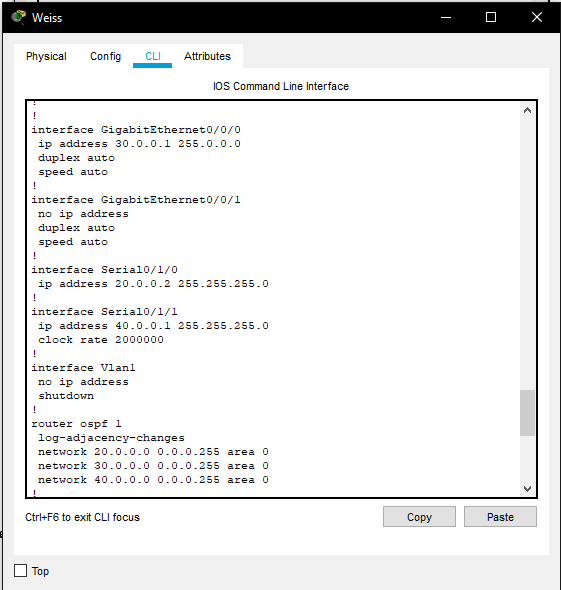 Weiss
Physical Config CLI Attributes
IOS Command Line Interface
!
!
interface GigabitEthernet0/0/0
 ip address 30.0.0.1 255.0.0.0
 duplex auto
 speed auto
!
interface GigabitEthernet0/0/1
 no ip address
 duplex auto
 speed auto
!
interface Serial0/1/0
 ip address 20.0.0.2 255.255.255.0
!
interface Serial0/1/1
 ip address 40.0.0.1 255.255.255.0
 clock rate 2000000
!
interface Vlan1
 no ip address
 shutdown
!
router ospf 1
 log-adjacency-changes
 network 20.0.0.0 0.0.0.255 area 0
 network 30.0.0.0 0.0.0.255 area 0
 network 40.0.0.0 0.0.0.255 area 0
!
Ctrl+F6 to exit CLI focus
Copy Paste
Top